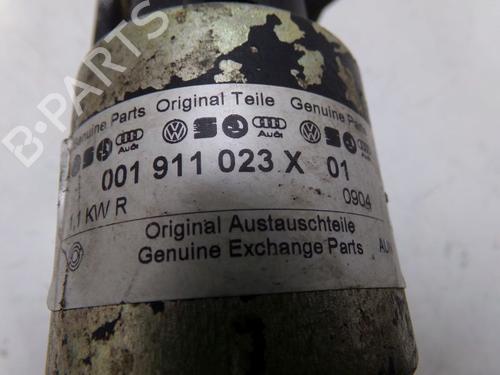 Genuine Parts Original Teile Genuine Parts
Audi Audi Audi
001 911 023 X 01
1,1 KW R 0904
Original Austauschteile
Genuine Exchange Parts
B-PARTS